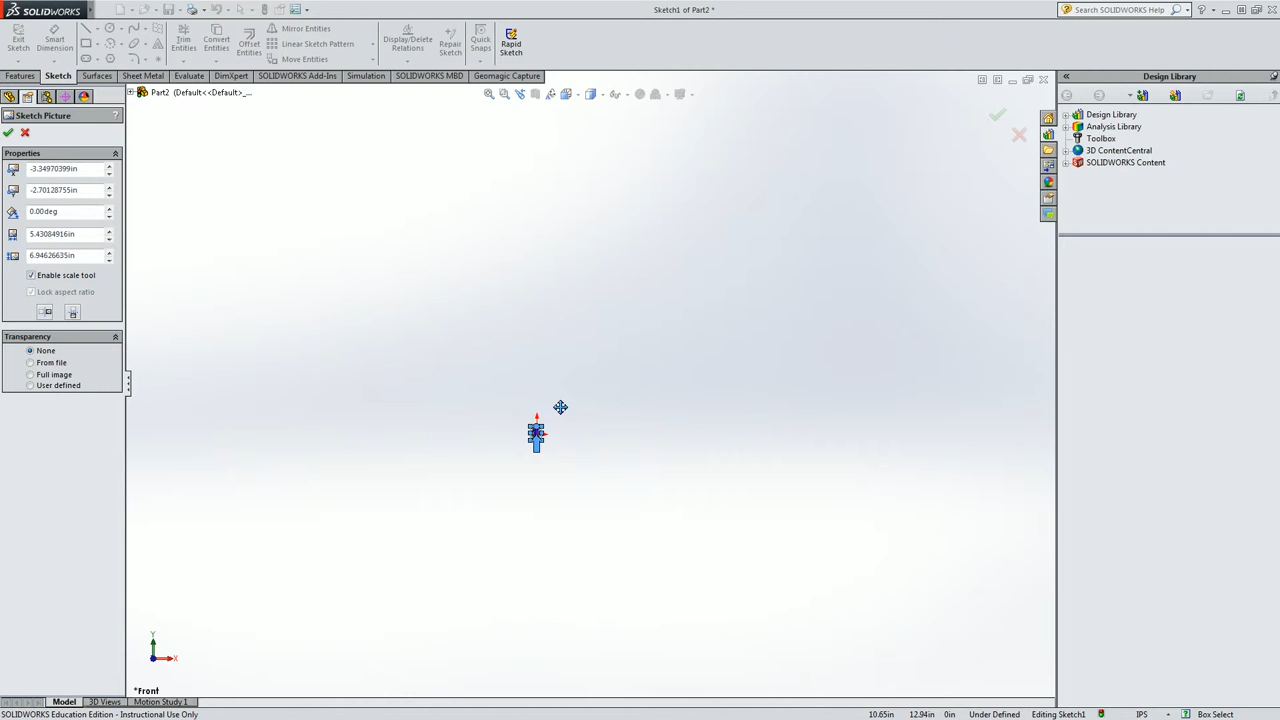 SOLIDWORKS
Sketch1 of Part2 *
Search SOLIDWORKS Help
Exit Sketch
Smart Dimension
Trim Entities
Convert Entities
Offset Entities
Mirror Entities
Linear Sketch Pattern
Move Entities
Display/Delete Relations
Repair Sketch
Quick Snaps
Rapid Sketch
Features
Sketch
Surfaces
Sheet Metal
Evaluate
DimXpert
SOLIDWORKS Add-Ins
Simulation
SOLIDWORKS MBD
Geomagic Capture
Design Library
Part2 (Default<<Default>_...
Sketch Picture
?
Properties
-3.34970399in
-2.70128755in
0.00deg
5.43084916in
6.94626635in
Enable scale tool
Lock aspect ratio
Transparency
None
From file
Full image
User defined
Design Library
Analysis Library
Toolbox
3D ContentCentral
SOLIDWORKS Content
Y
X
*Front
Model
3D Views
Motion Study 1
SOLIDWORKS Education Edition - Instructional Use Only
10.65in
12.94in
0in
Under Defined
Editing Sketch1
IPS
Box Select